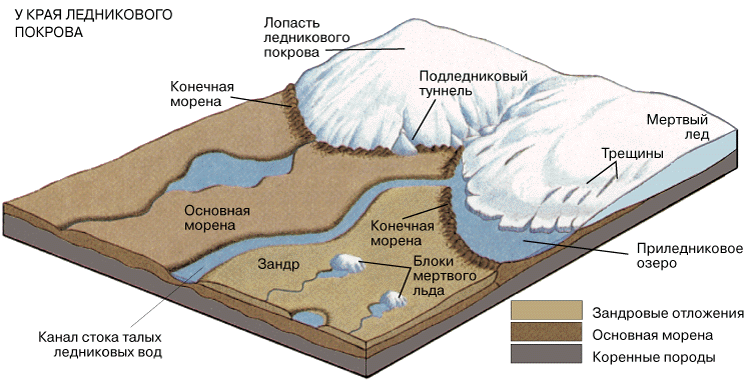 У КРАЯ ЛЕДНИКОВОГО
ПОКРОВА
Лопасть
ледникового
покрова
Конечная
морена
Подледниковый
туннель
Мертвый
лед
Трещины
Основная
морена
Конечная
морена
Зандр
Блоки
мертвого
льда
Приледниковое
озеро
Канал стока талых
ледниковых вод
Зандровые отложения
Основная морена
Коренные породы